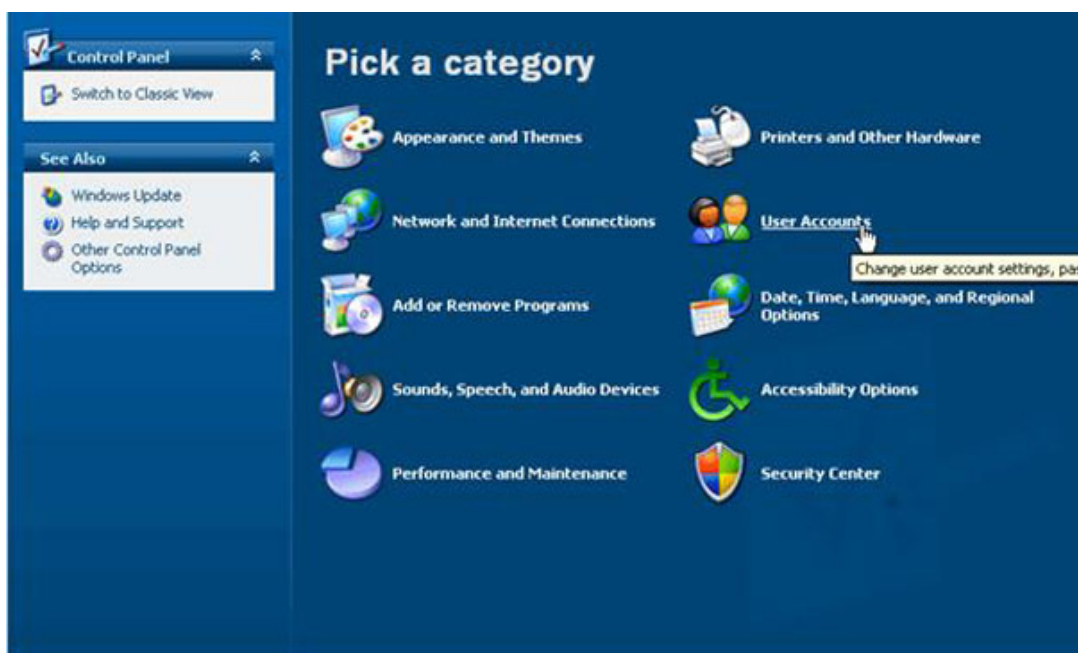 Control Panel
Switch to Classic View
See Also
Windows Update
Help and Support
Other Control Panel
Options
Pick a category
Appearance and Themes
Printers and Other Hardware
Network and Internet Connections
User Accounts
Change user account settings, pas
Add or Remove Programs
Date, Time, Language, and Regional
Options
Sounds, Speech, and Audio Devices
Accessibility Options
Performance and Maintenance
Security Center